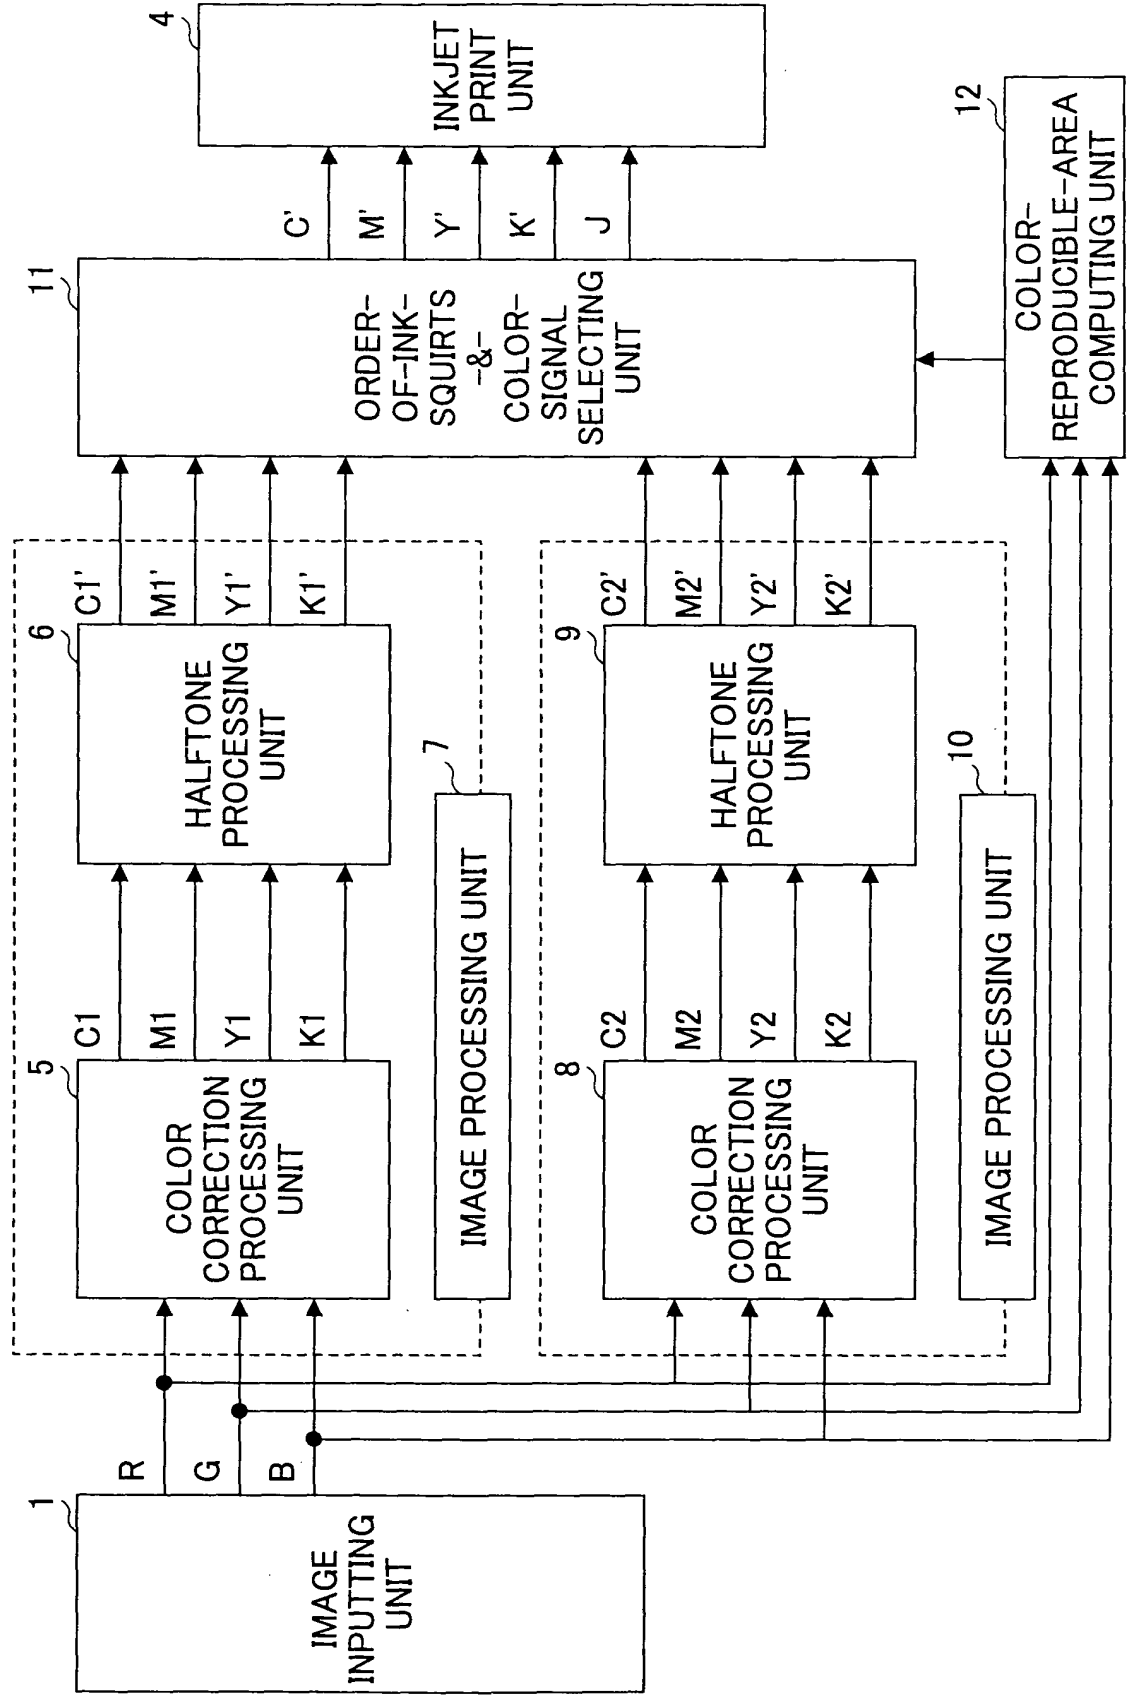 1
IMAGE
INPUTTING
UNIT
R
G
B
5
COLOR
CORRECTION
PROCESSING
UNIT
C1
M1
Y1
K1
6
HALFTONE
PROCESSING
UNIT
C1'
M1'
Y1'
K1'
7
IMAGE PROCESSING UNIT
8
COLOR
CORRECTION
PROCESSING
UNIT
C2
M2
Y2
K2
9
HALFTONE
PROCESSING
UNIT
C2'
M2'
Y2'
K2'
10
IMAGE PROCESSING UNIT
11
ORDER-
OF-INK-
SQUIRTS
-&-
COLOR-
SIGNAL
SELECTING
UNIT
C'
M'
Y'
K'
J
4
INKJET
PRINT
UNIT
12
COLOR-
REPRODUCIBLE-AREA
COMPUTING UNIT